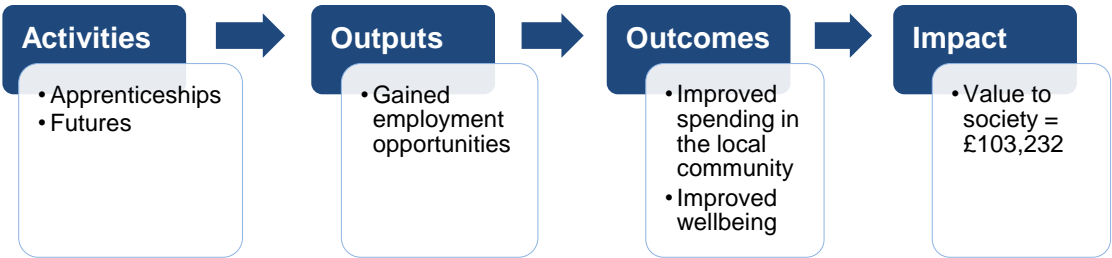 Activities
• Apprenticeships
• Futures
Outputs
• Gained
employment
opportunities
Outcomes
• Improved
spending in
the local
community
• Improved
wellbeing
Impact
• Value to
society =
£103,232